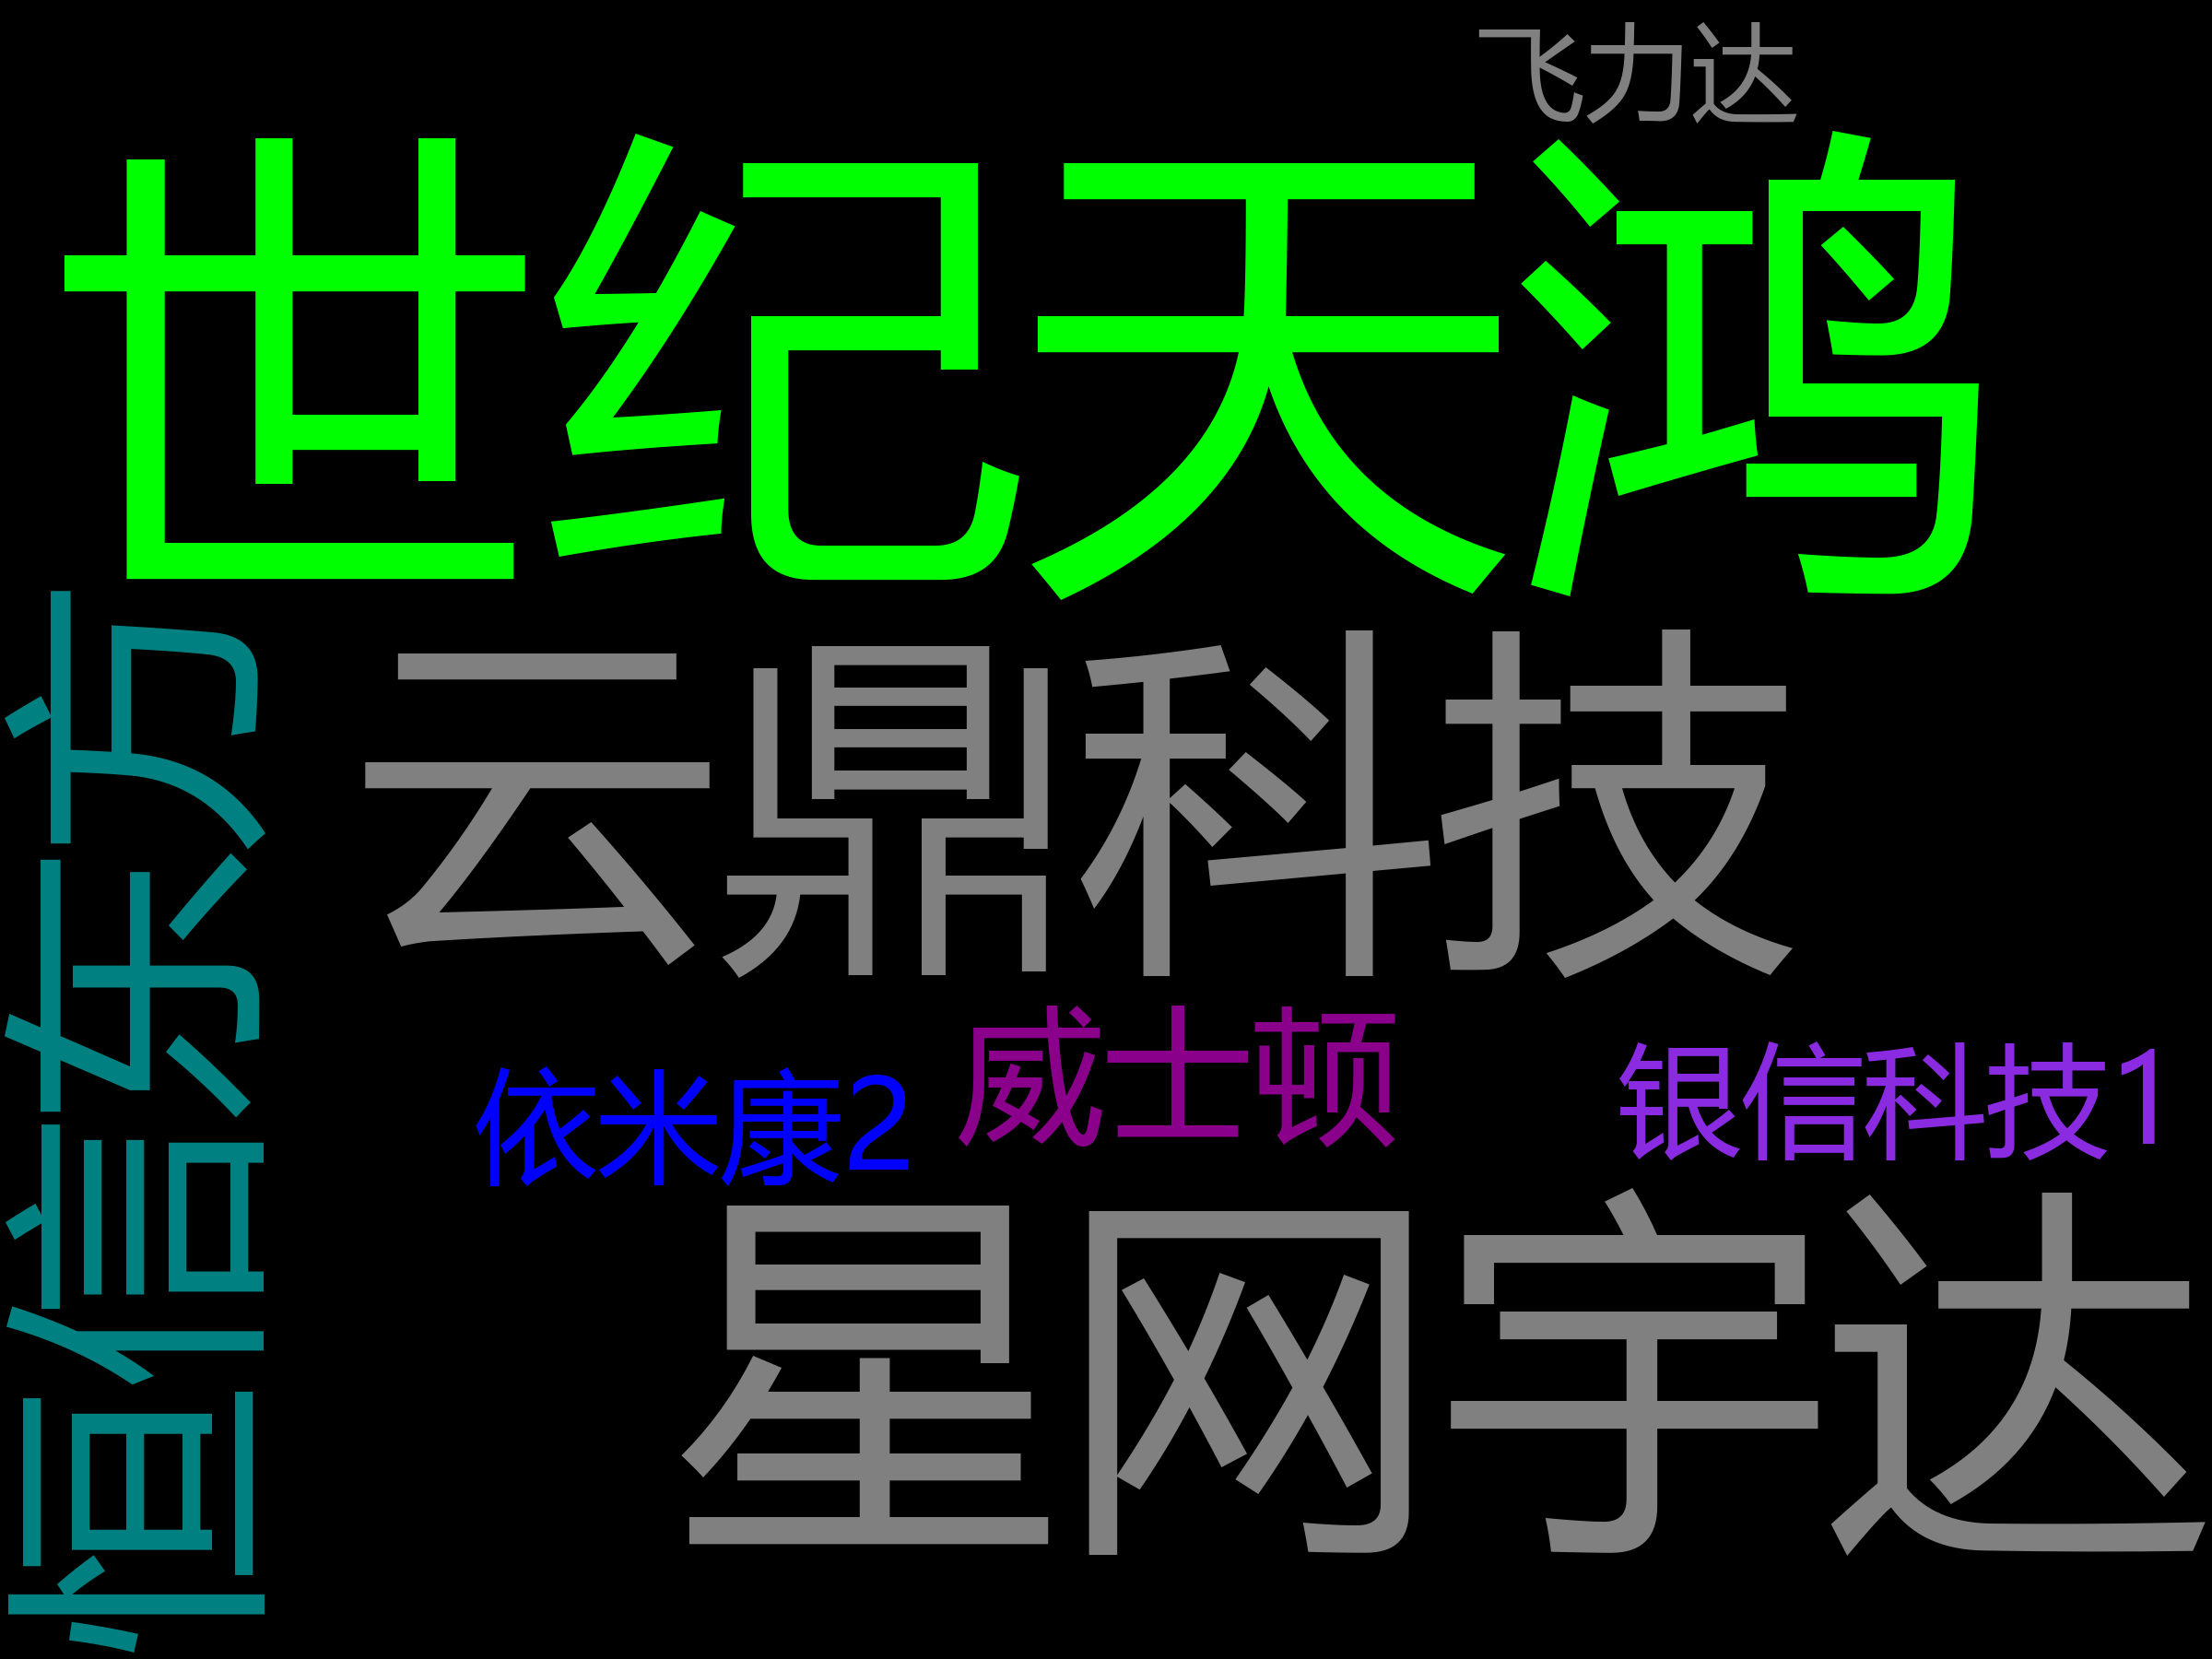 飞力达
世纪天鸿
云鼎科技
恒信东方
威士顿
银信科技1
依米康2
星网宇达